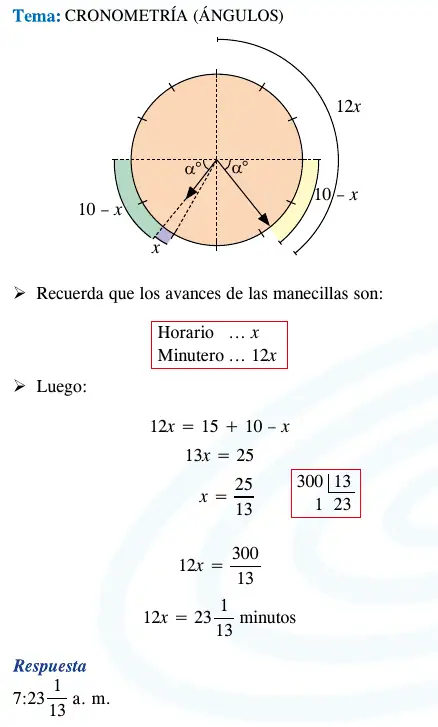 Tema: CRONOMETRÍA (ÁNGULOS)
12x
α° α°
10 – x
10 – x
x
➢ Recuerda que los avances de las manecillas son:
Horario … x
Minutero … 12x
➢ Luego:
12x = 15 + 10 – x
13x = 25
x = 25/13
300 | 13
1 23
12x = 300/13
12x = 23 1/13 minutos
Respuesta
7:23 1/13 a. m.